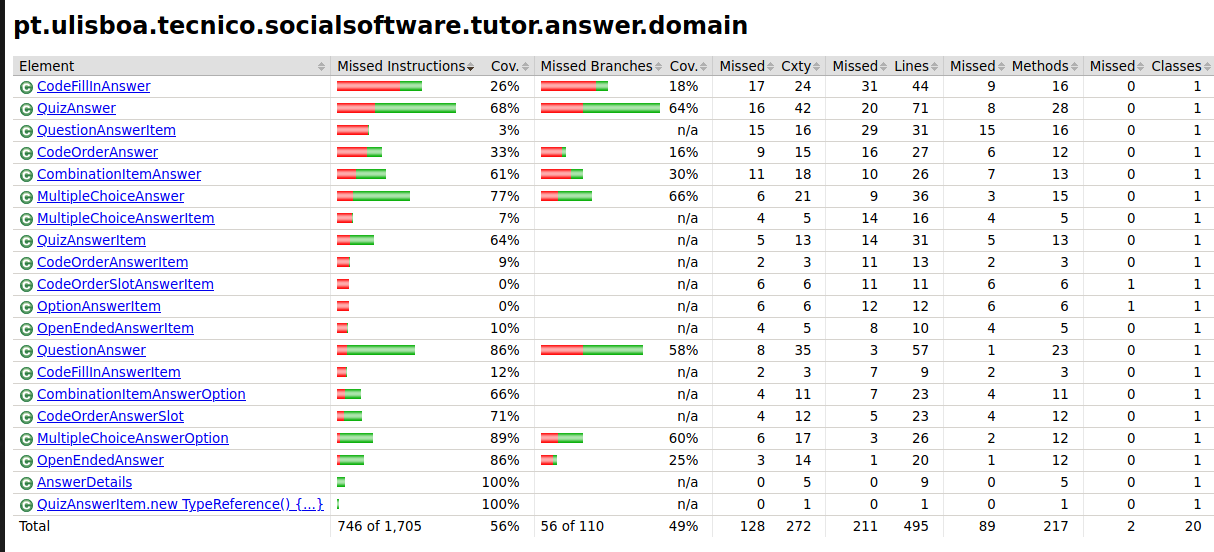 pt.ulisboa.tecnico.socialsoftware.tutor.answer.domain
Element Missed Instructions Cov. Missed Branches Cov. Missed Cxty Missed Lines Missed Methods Missed Classes
C CodeFillInAnswer 26% 18% 17 24 31 44 9 16 0 1
C QuizAnswer 68% 64% 16 42 20 71 8 28 0 1
C QuestionAnswerItem 3% n/a 15 16 29 31 15 16 0 1
C CodeOrderAnswer 33% 16% 9 15 16 27 6 12 0 1
C CombinationItemAnswer 61% 30% 11 18 10 26 7 13 0 1
C MultipleChoiceAnswer 77% 66% 6 21 9 36 3 15 0 1
C MultipleChoiceAnswerItem 7% n/a 4 5 14 16 4 5 0 1
C QuizAnswerItem 64% n/a 5 13 14 31 5 13 0 1
C CodeOrderAnswerItem 9% n/a 2 3 11 13 2 3 0 1
C CodeOrderSlotAnswerItem 0% n/a 6 6 11 11 6 6 1 1
C OptionAnswerItem 0% n/a 6 6 12 12 6 6 1 1
C OpenEndedAnswerItem 10% n/a 4 5 8 10 4 5 0 1
C QuestionAnswer 86% 58% 8 35 3 57 1 23 0 1
C CodeFillInAnswerItem 12% n/a 2 3 7 9 2 3 0 1
C CombinationItemAnswerOption 66% n/a 4 11 7 23 4 11 0 1
C CodeOrderAnswerSlot 71% n/a 4 12 5 23 4 12 0 1
C MultipleChoiceAnswerOption 89% 60% 6 17 3 26 2 12 0 1
C OpenEndedAnswer 86% 25% 3 14 1 20 1 12 0 1
C AnswerDetails 100% n/a 0 5 0 9 0 5 0 1
C QuizAnswerItem.new TypeReference() {...} 100% n/a 0 1 0 1 0 1 0 1
Total 746 of 1,705 56% 56 of 110 49% 128 272 211 495 89 217 2 20